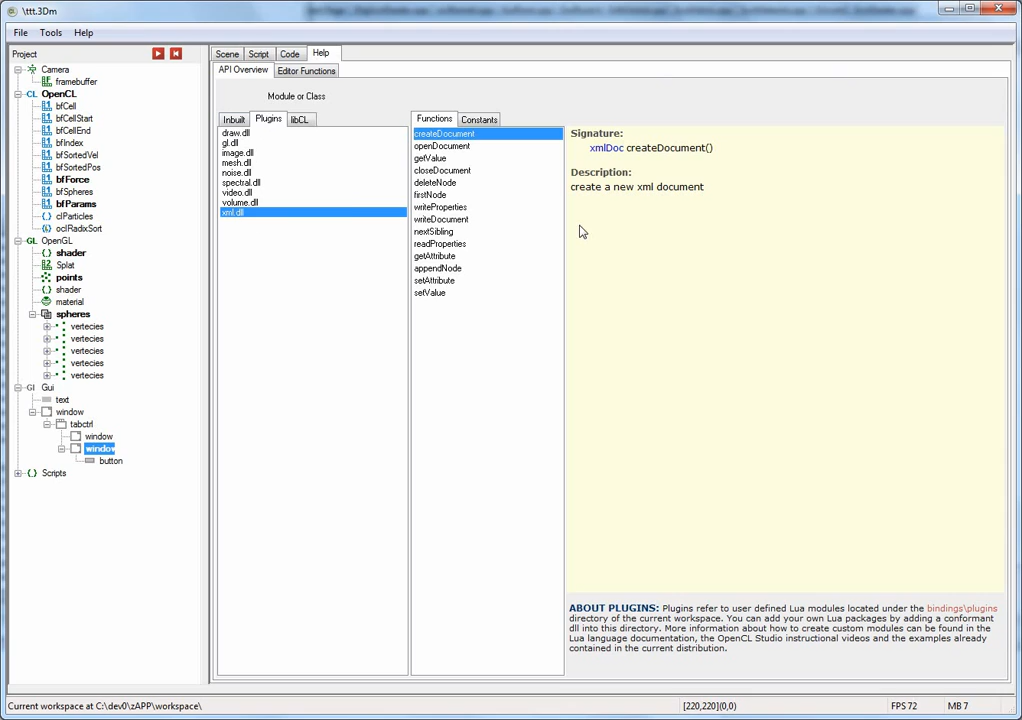 \ttt.3Dm
File Tools Help
Project
Camera
framebuffer
CL OpenCL
bfCell
bfCellStart
bfCellEnd
bfIndex
bfSortedVel
bfSortedPos
bfForce
bfSpheres
bfParams
clParticles
oclRadixSort
GL OpenGL
shader
Splat
points
shader
material
spheres
vertecies
vertecies
vertecies
vertecies
vertecies
GI Gui
text
window
tabctrl
window
window
button
Scripts
Scene Script Code Help
API Overview Editor Functions
Module or Class
Inbuilt Plugins libCL
draw.dll
gl.dll
image.dll
mesh.dll
noise.dll
spectral.dll
video.dll
volume.dll
xml.dll
Functions Constants
createDocument
openDocument
getValue
closeDocument
deleteNode
firstNode
writeProperties
writeDocument
nextSibling
readProperties
getAttribute
appendNode
setAttribute
setValue
Signature:
xmlDoc createDocument()
Description:
create a new xml document
ABOUT PLUGINS: Plugins refer to user defined Lua modules located under the bindings\plugins
directory of the current workspace. You can add your own Lua packages by adding a conformant
dll into this directory. More information about how to create custom modules can be found in the
Lua language documentation, the OpenCL Studio instructional videos and the examples already
contained in the current distribution.
Current workspace at C:\dev0\zAPP\workspace\ [220,220](0,0) FPS 72 MB 7